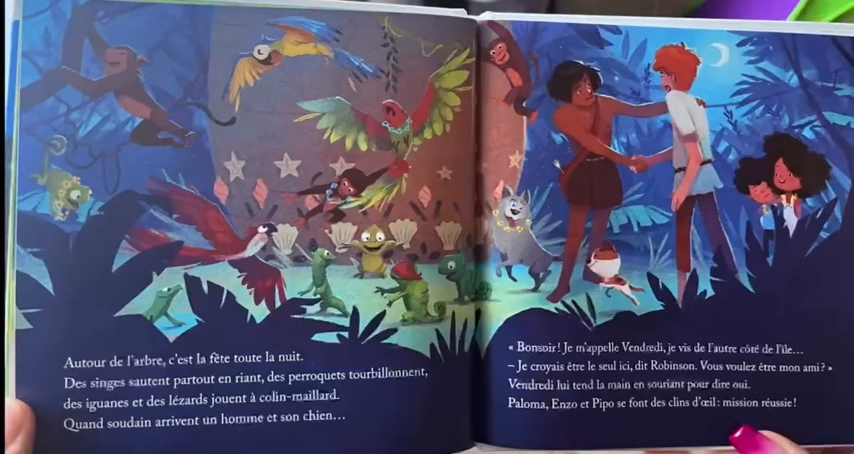 Autour de l'arbre, c'est la fête toute la nuit.
Des singes sautent partout en riant, des perroquets tourbillonnent,
des iguanes et des lézards jouent à colin-maillard.
Quand soudain arrivent un homme et son chien…
« Bonsoir ! Je m'appelle Vendredi, je vis de l'autre côté de l'île…
– Je croyais être le seul ici, dit Robinson. Vous voulez être mon ami ? »
Vendredi lui tend la main en souriant pour dire oui.
Paloma, Enzo et Pipo se font des clins d'œil : mission réussie !